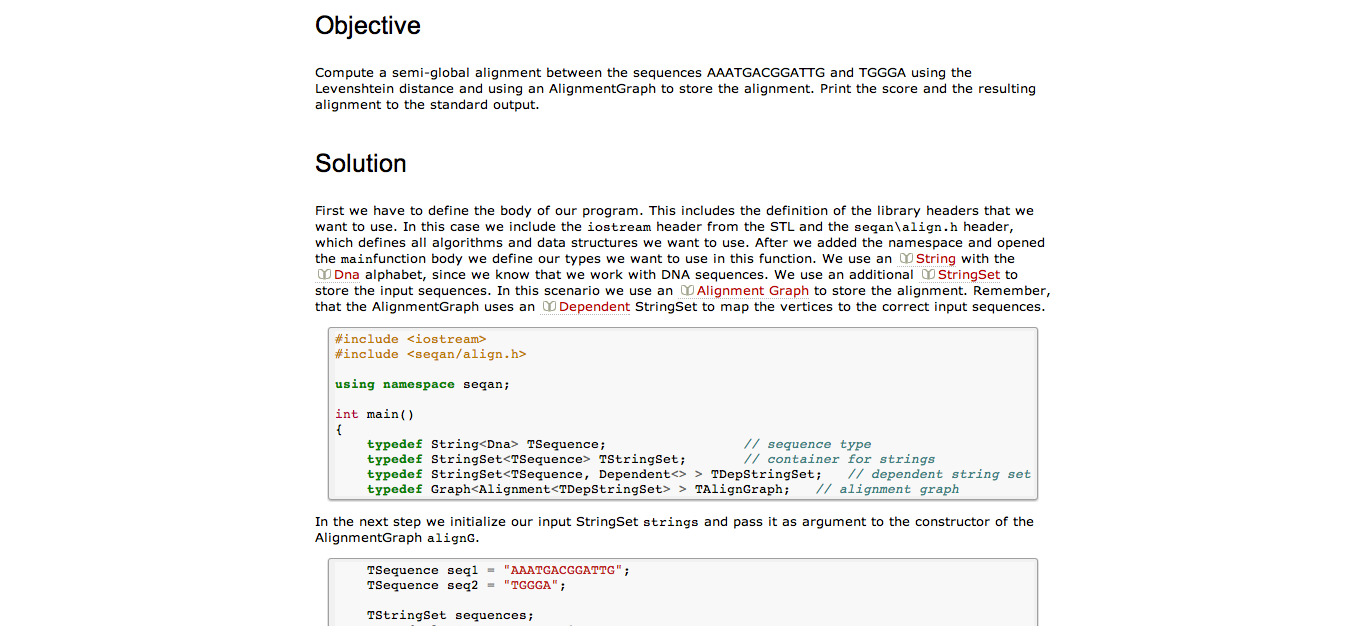 Objective
Compute a semi-global alignment between the sequences AAATGACGGATTG and TGGGA using the
Levenshtein distance and using an AlignmentGraph to store the alignment. Print the score and the resulting
alignment to the standard output.
Solution
First we have to define the body of our program. This includes the definition of the library headers that we
want to use. In this case we include the iostream header from the STL and the seqan\align.h header,
which defines all algorithms and data structures we want to use. After we added the namespace and opened
the mainfunction body we define our types we want to use in this function. We use an String with the
Dna alphabet, since we know that we work with DNA sequences. We use an additional StringSet to
store the input sequences. In this scenario we use an Alignment Graph to store the alignment. Remember,
that the AlignmentGraph uses an Dependent StringSet to map the vertices to the correct input sequences.
#include <iostream>
#include <seqan/align.h>
using namespace seqan;
int main()
{
typedef String<Dna> TSequence; // sequence type
typedef StringSet<TSequence> TStringSet; // container for strings
typedef StringSet<TSequence, Dependent<> > TDepStringSet; // dependent string set
typedef Graph<Alignment<TDepStringSet> > TAlignGraph; // alignment graph
In the next step we initialize our input StringSet strings and pass it as argument to the constructor of the
AlignmentGraph alignG.
TSequence seq1 = "AAATGACGGATTG";
TSequence seq2 = "TGGGA";
TStringSet sequences;